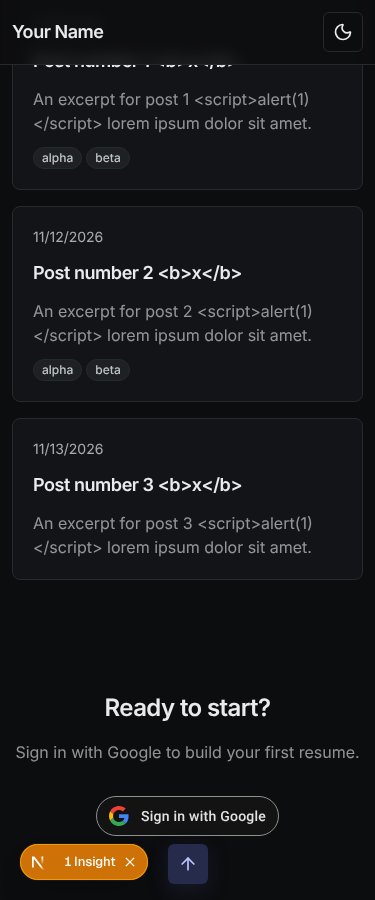 Your Name
Post number 1 <b>x</b>
An excerpt for post 1 <script>alert(1)
</script> lorem ipsum dolor sit amet.
alpha beta
11/12/2026
Post number 2 <b>x</b>
An excerpt for post 2 <script>alert(1)
</script> lorem ipsum dolor sit amet.
alpha beta
11/13/2026
Post number 3 <b>x</b>
An excerpt for post 3 <script>alert(1)
</script> lorem ipsum dolor sit amet.
Ready to start?
Sign in with Google to build your first resume.
Sign in with Google
1 Insight